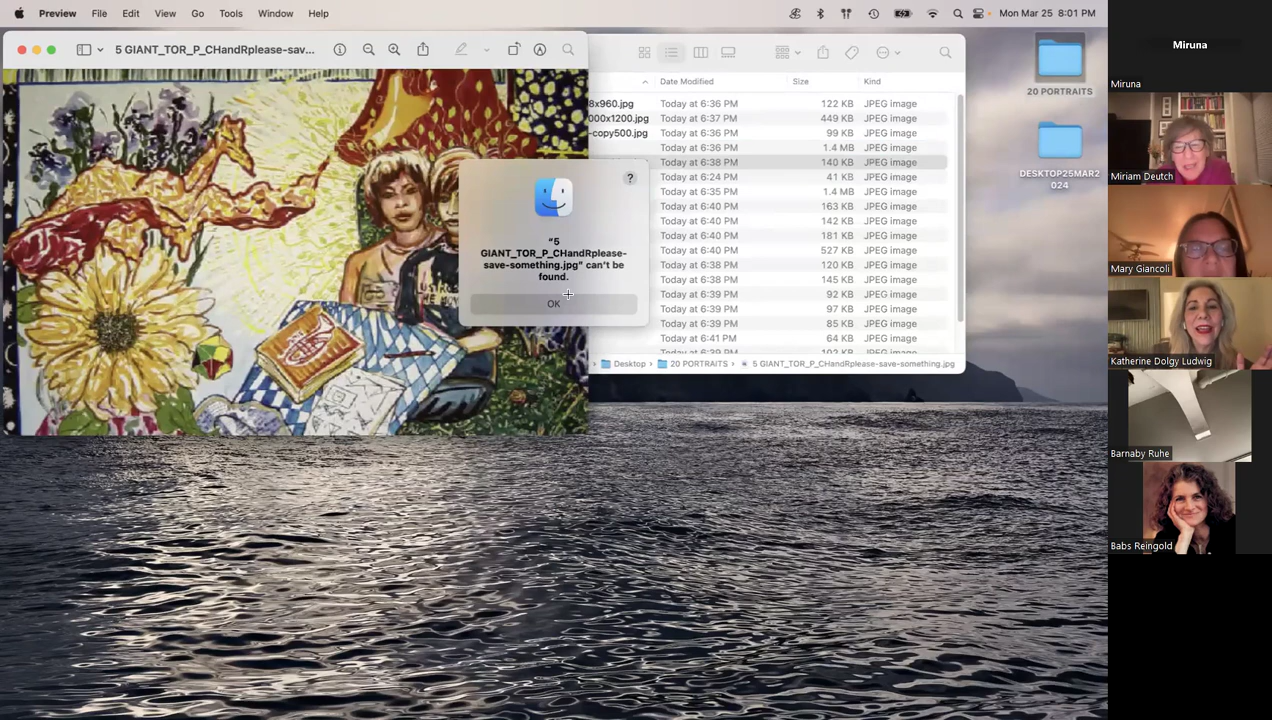 Preview File Edit View Go Tools Window Help Mon Mar 25 8:01 PM
5 GIANT_TOR_P_CHandRplease-sav...
Date Modified Size Kind
8x960.jpg Today at 6:36 PM 122 KB JPEG image
000x1200.jpg Today at 6:37 PM 449 KB JPEG image
-copy500.jpg Today at 6:36 PM 99 KB JPEG image
Today at 6:36 PM 1.4 MB JPEG image
Today at 6:38 PM 140 KB JPEG image
Today at 6:24 PM 41 KB JPEG image
Today at 6:35 PM 1.4 MB JPEG image
Today at 6:40 PM 163 KB JPEG image
Today at 6:40 PM 142 KB JPEG image
Today at 6:40 PM 181 KB JPEG image
Today at 6:40 PM 527 KB JPEG image
Today at 6:38 PM 120 KB JPEG image
Today at 6:38 PM 145 KB JPEG image
Today at 6:39 PM 92 KB JPEG image
Today at 6:39 PM 97 KB JPEG image
Today at 6:39 PM 85 KB JPEG image
Today at 6:41 PM 64 KB JPEG image
Today at 6:39 PM 102 KB JPEG image
Desktop 20 PORTRAITS 5 GIANT_TOR_P_CHandRplease-save-something.jpg
?
"5
GIANT_TOR_P_CHandRplease-
save-something.jpg" can't be
found.
OK
20 PORTRAITS
DESKTOP25MAR2
024
Miruna
Miruna
Miriam Deutch
Mary Giancoli
Katherine Dolgy Ludwig
Barnaby Ruhe
Babs Reingold